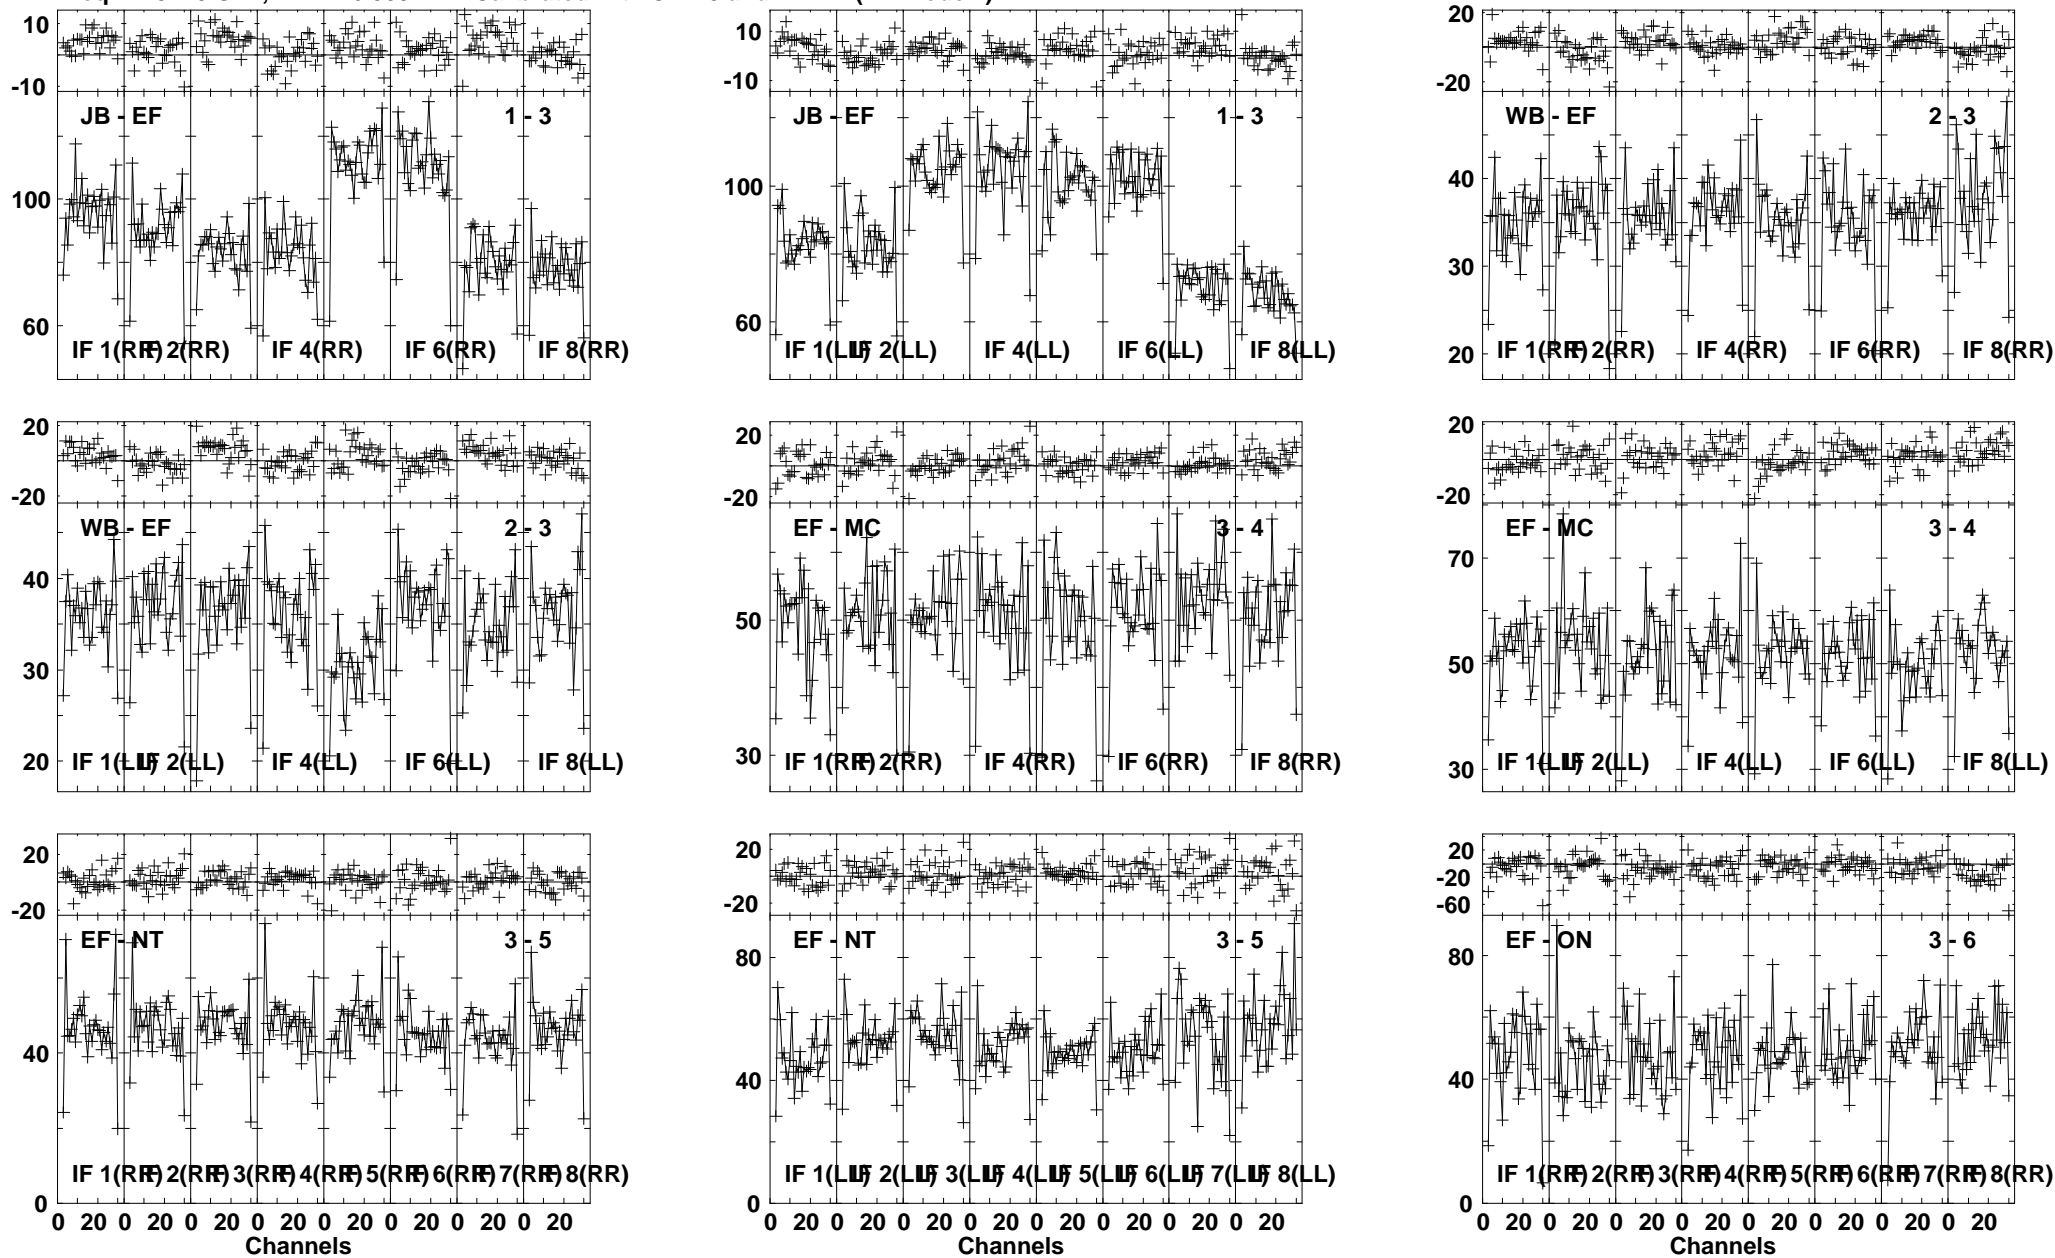 10
-10
JB - EF 1 - 3
100
60
IF 1(RR) IF 2(RR) IF 4(RR) IF 6(RR) IF 8(RR)
10
-10
JB - EF 1 - 3
100
60
IF 1(LL) IF 2(LL) IF 4(LL) IF 6(LL) IF 8(LL)
20
-20
WB - EF 2 - 3
40
30
20
IF 1(RR) IF 2(RR) IF 4(RR) IF 6(RR) IF 8(RR)
20
-20
WB - EF 2 - 3
40
30
20
IF 1(LL) IF 2(LL) IF 4(LL) IF 6(LL) IF 8(LL)
20
-20
EF - MC 3 - 4
50
30
IF 1(RR) IF 2(RR) IF 4(RR) IF 6(RR) IF 8(RR)
20
-20
EF - MC 3 - 4
70
50
30
IF 1(LL) IF 2(LL) IF 4(LL) IF 6(LL) IF 8(LL)
20
-20
EF - NT 3 - 5
40
0
IF 1(RR) IF 2(RR) IF 3(RR) IF 4(RR) IF 5(RR) IF 6(RR) IF 7(RR) IF 8(RR)
0 20 0 20 0 20 0 20 0 20 0 20 0 20 0 20
Channels
20
-20
EF - NT 3 - 5
80
40
0
IF 1(LL) IF 2(LL) IF 3(LL) IF 4(LL) IF 5(LL) IF 6(LL) IF 7(LL) IF 8(LL)
0 20 0 20 0 20 0 20 0 20 0 20 0 20 0 20
Channels
20
-20
-60
EF - ON 3 - 6
80
40
0
IF 1(RR) IF 2(RR) IF 3(RR) IF 4(RR) IF 5(RR) IF 6(RR) IF 7(RR) IF 8(RR)
0 20 0 20 0 20 0 20 0 20 0 20 0 20 0 20
Channels